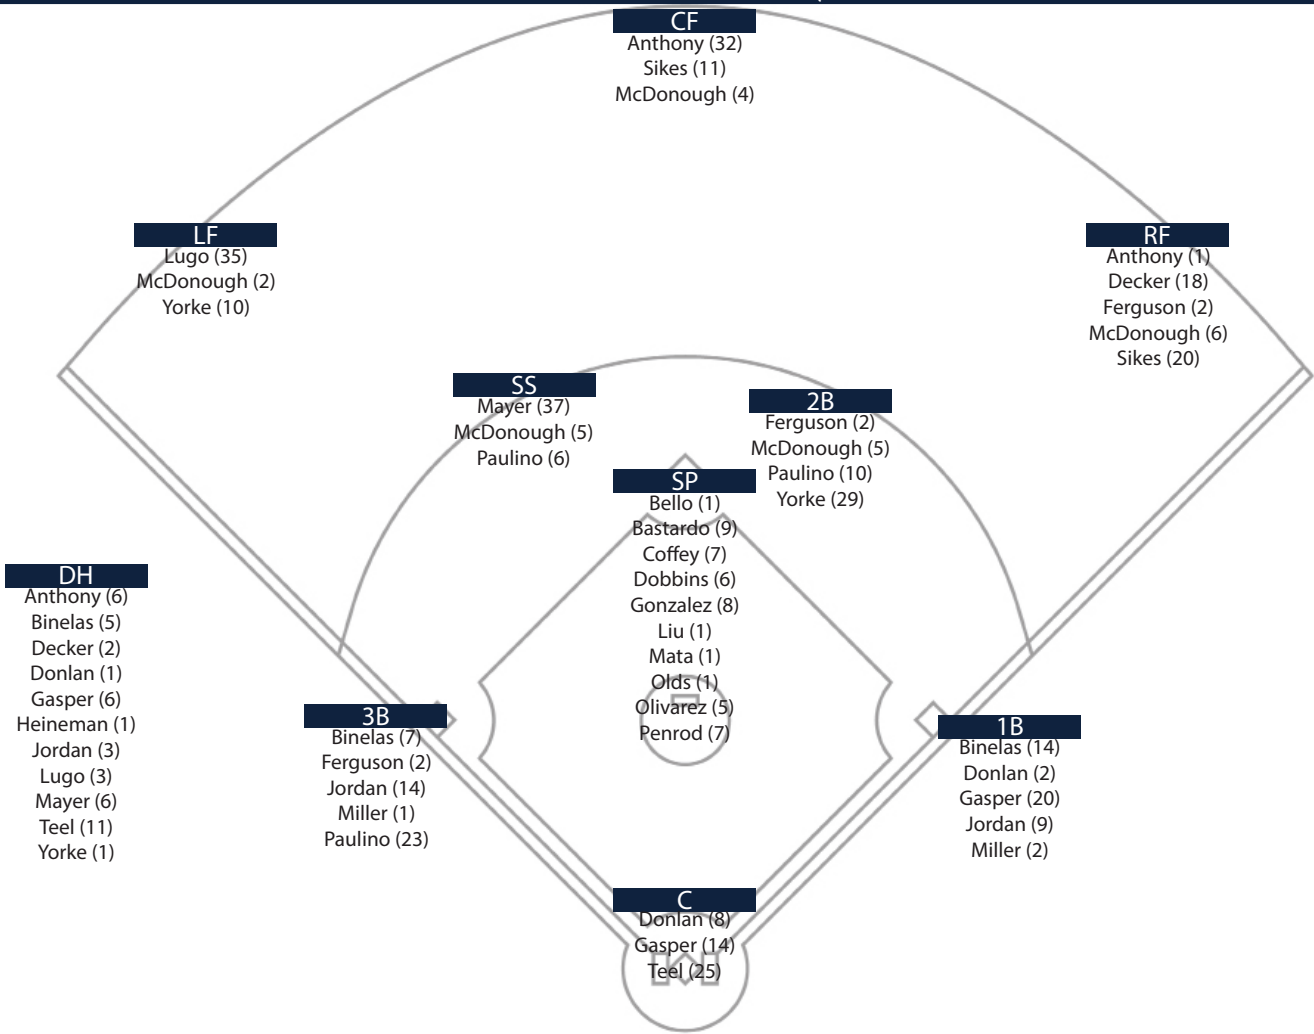 CF
Anthony (32)
Sikes (11)
McDonough (4)
LF
Lugo (35)
McDonough (2)
Yorke (10)
RF
Anthony (1)
Decker (18)
Ferguson (2)
McDonough (6)
Sikes (20)
SS
Mayer (37)
McDonough (5)
Paulino (6)
2B
Ferguson (2)
McDonough (5)
Paulino (10)
Yorke (29)
SP
Bello (1)
Bastardo (9)
Coffey (7)
Dobbins (6)
Gonzalez (8)
Liu (1)
Mata (1)
Olds (1)
Olivarez (5)
Penrod (7)
DH
Anthony (6)
Binelas (5)
Decker (2)
Donlan (1)
Gasper (6)
Heineman (1)
Jordan (3)
Lugo (3)
Mayer (6)
Teel (11)
Yorke (1)
3B
Binelas (7)
Ferguson (2)
Jordan (14)
Miller (1)
Paulino (23)
1B
Binelas (14)
Donlan (2)
Gasper (20)
Jordan (9)
Miller (2)
C
Donlan (8)
Gasper (14)
Teel (25)